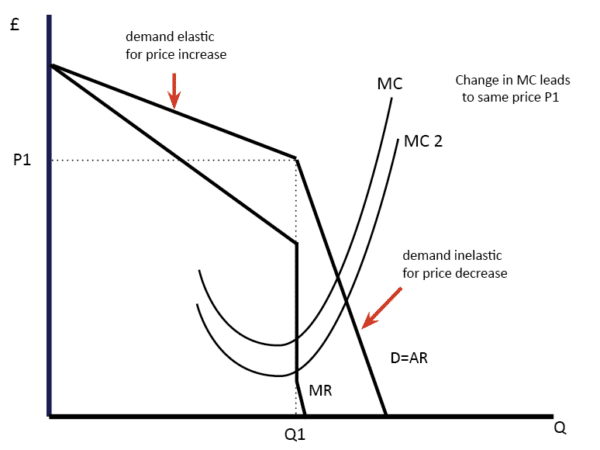 £
demand elastic
for price increase
MC
Change in MC leads
to same price P1
MC 2
P1
demand inelastic
for price decrease
D=AR
MR
Q1
Q